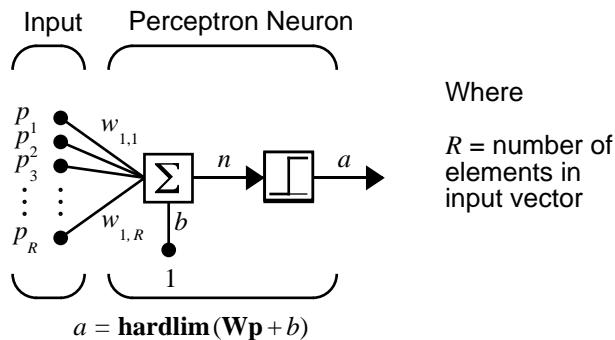 Input Perceptron Neuron
p1
p2
p3
pR
w1,1
w1, R
Σ
n
a
b
1
Where
R = number of
elements in
input vector
a = hardlim (Wp + b)